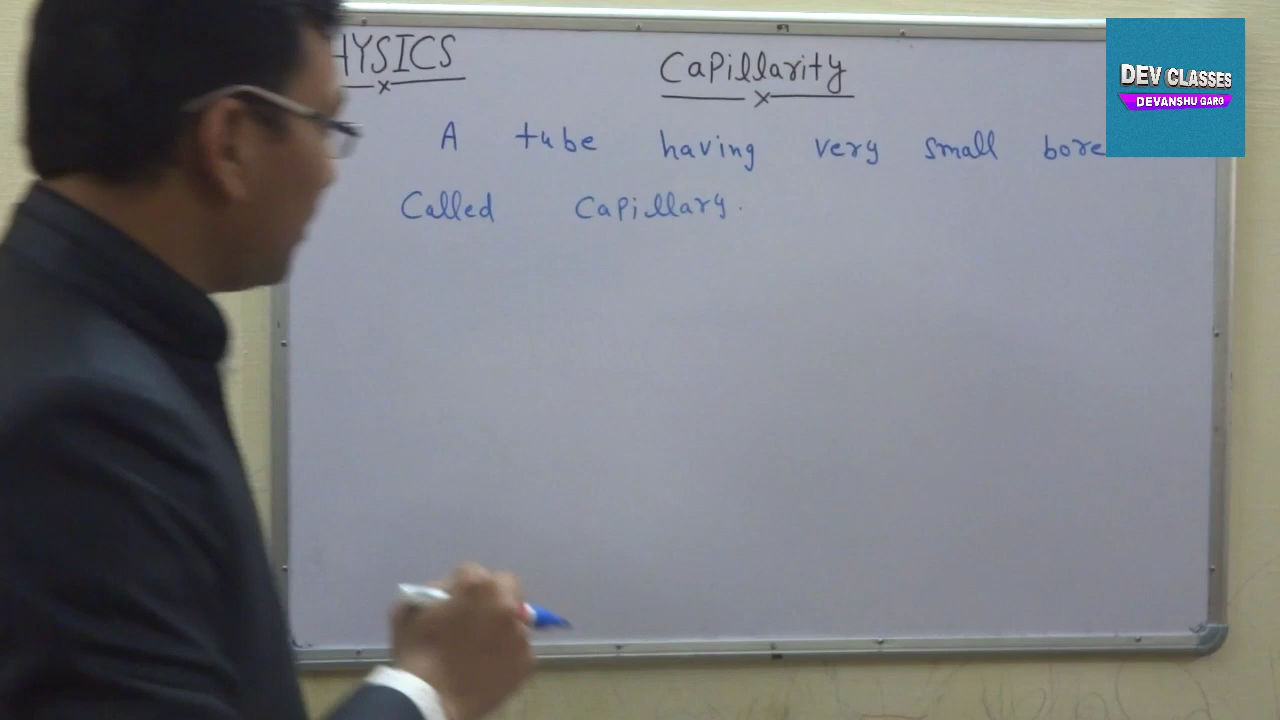 HYSICS
Capillarity
A tube having very small bore
Called Capillary.
DEV CLASSES
DEVANSHU GARG